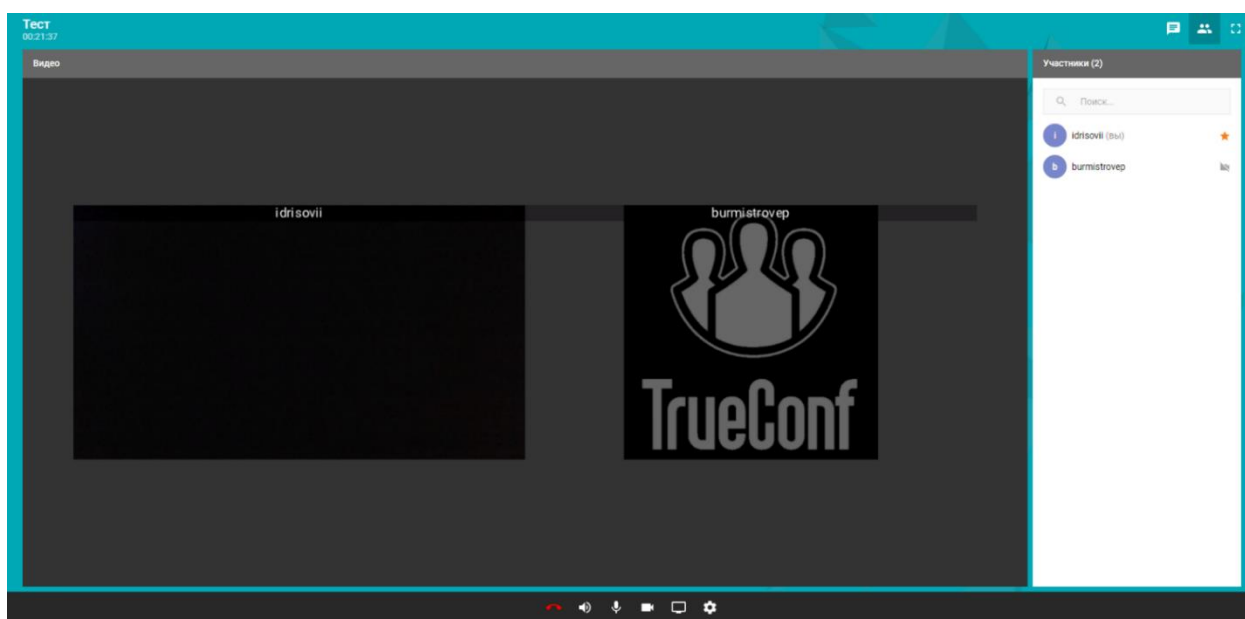 Тест
00:21:37
Видео
Участники (2)
Поиск...
i idrisovii (вы)
b burmistrovep
idrisovii
burmistrovep
TrueConf